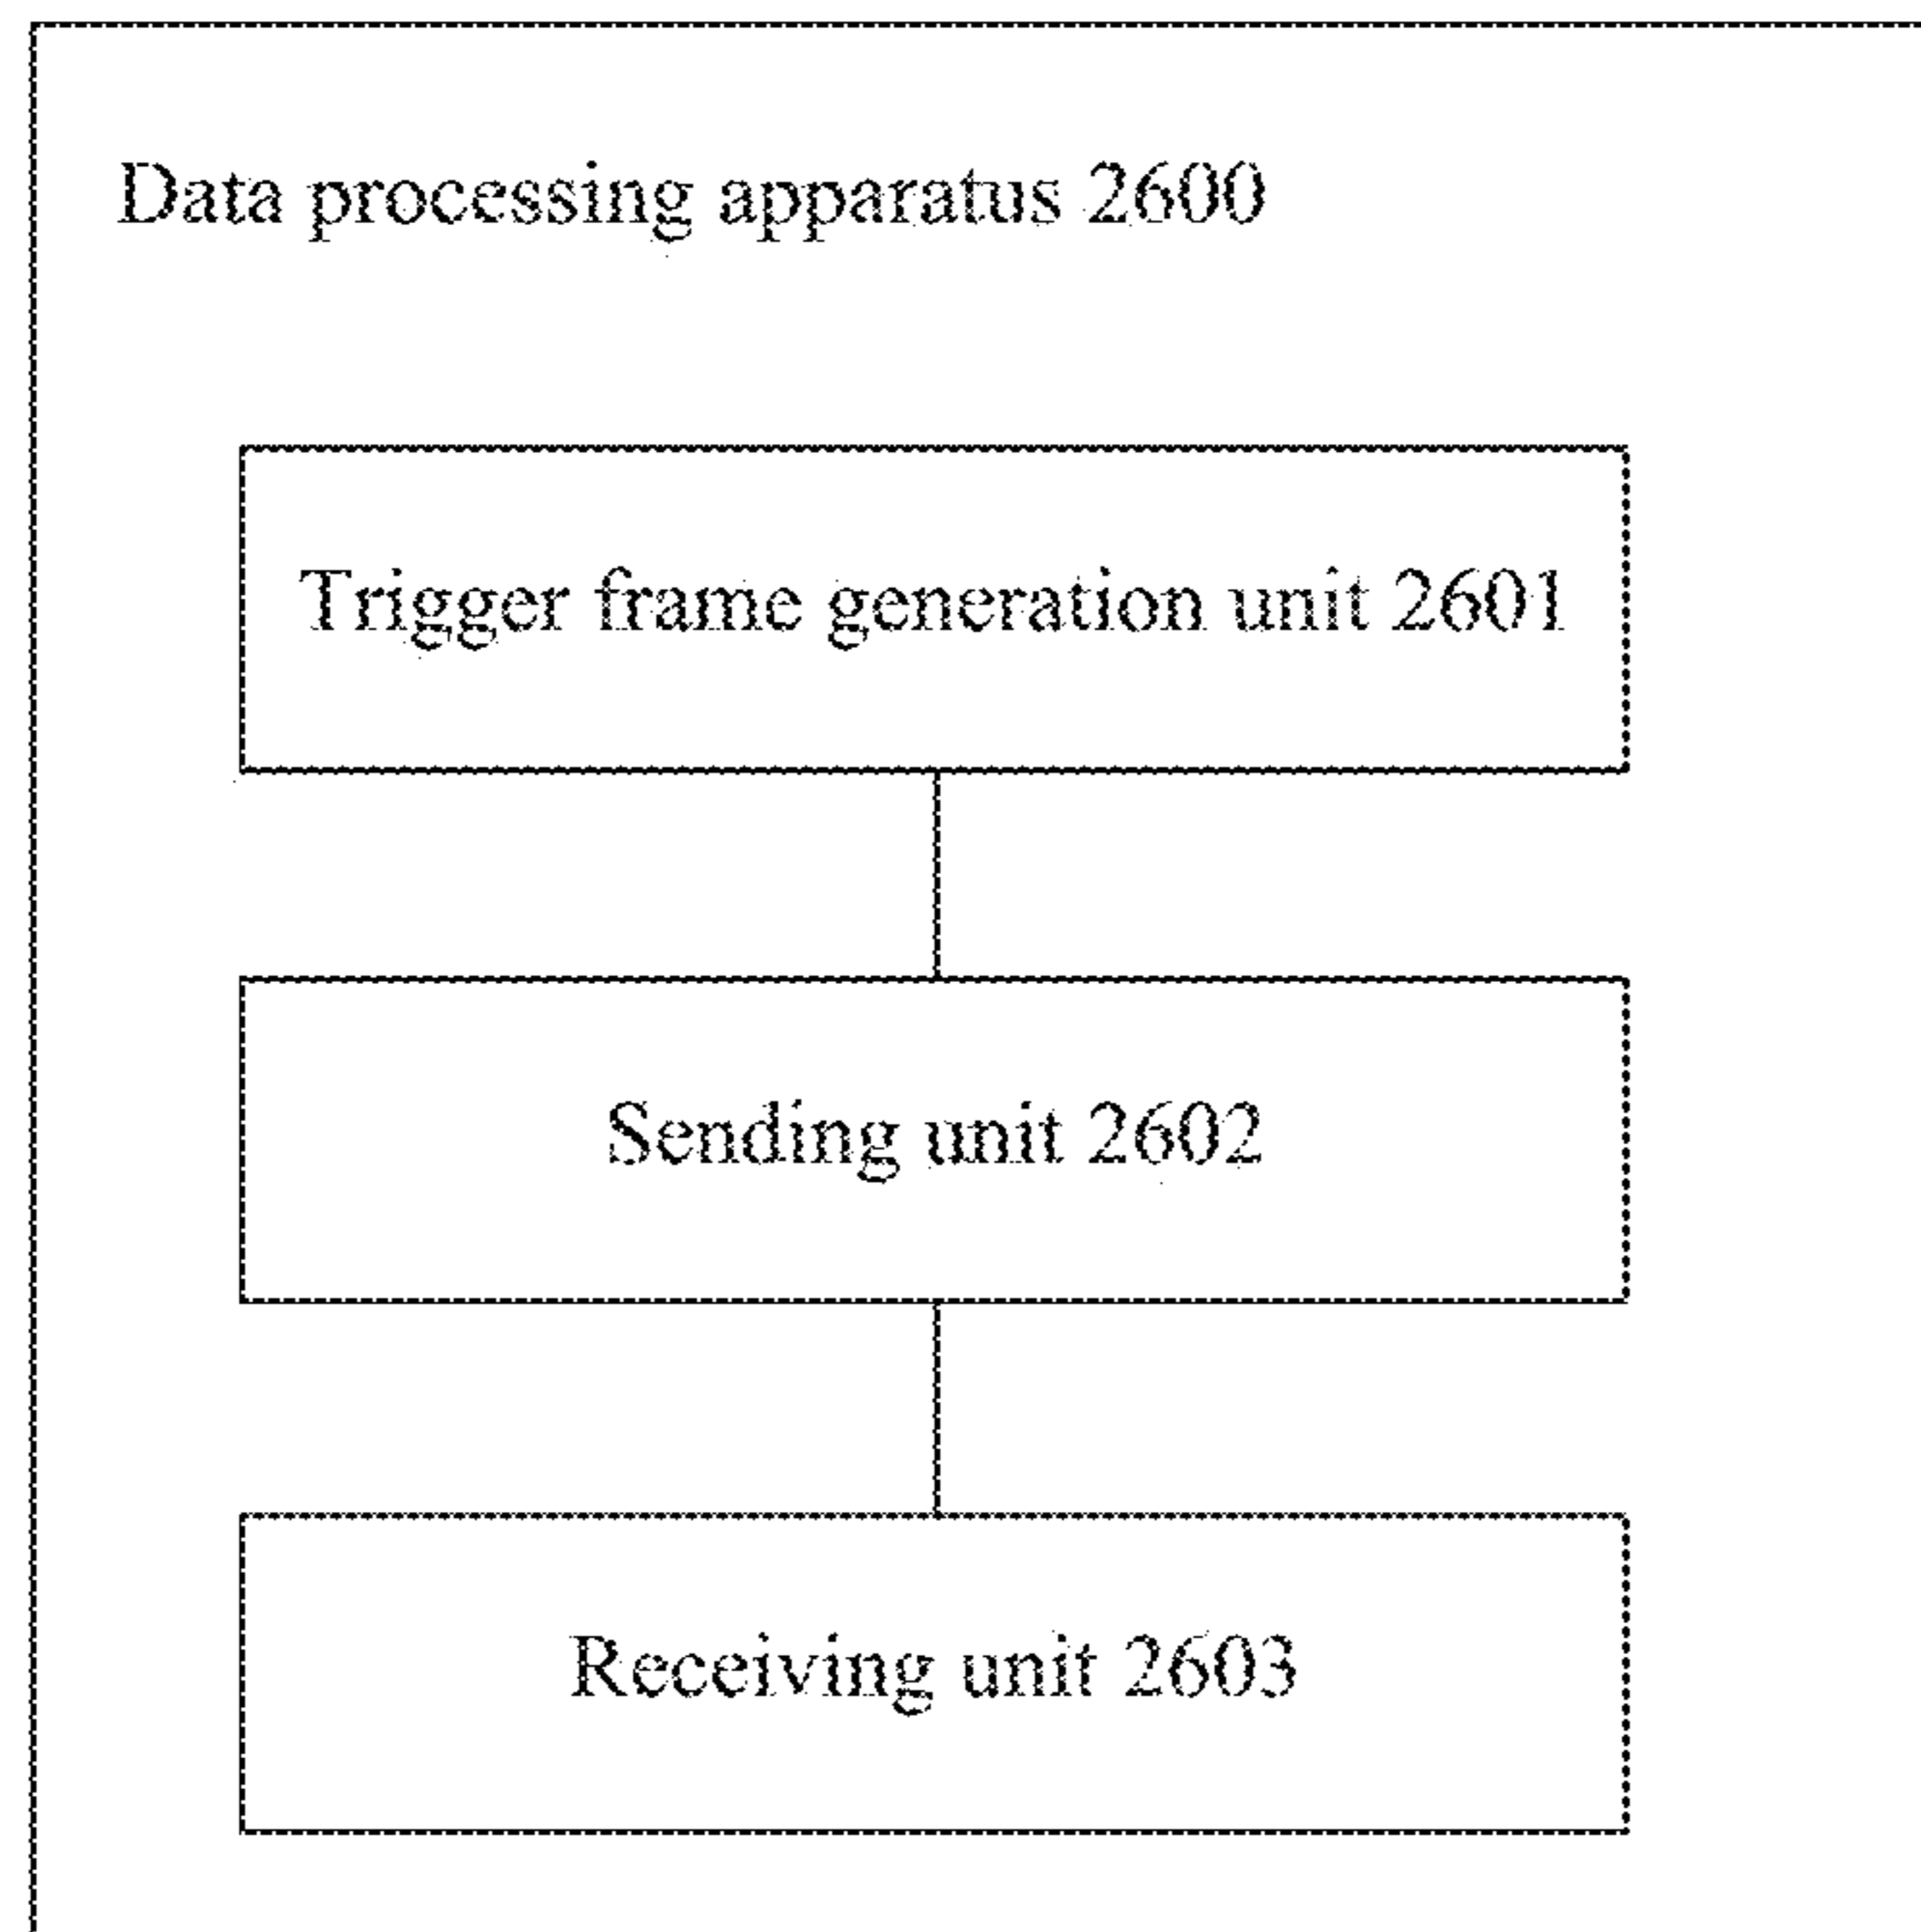 Data processing apparatus 2600
Trigger frame generation unit 2601
Sending unit 2602
Receiving unit 2603